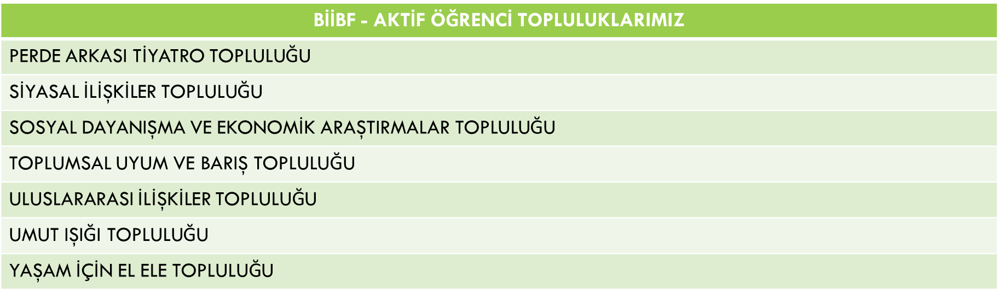 BİİBF - AKTİF ÖĞRENCİ TOPLULUKLARIMIZ
PERDE ARKASI TİYATRO TOPLULUĞU
SİYASAL İLİŞKİLER TOPLULUĞU
SOSYAL DAYANIŞMA VE EKONOMİK ARAŞTIRMALAR TOPLULUĞU
TOPLUMSAL UYUM VE BARIŞ TOPLULUĞU
ULUSLARARASI İLİŞKİLER TOPLULUĞU
UMUT IŞIĞI TOPLULUĞU
YAŞAM İÇİN EL ELE TOPLULUĞU